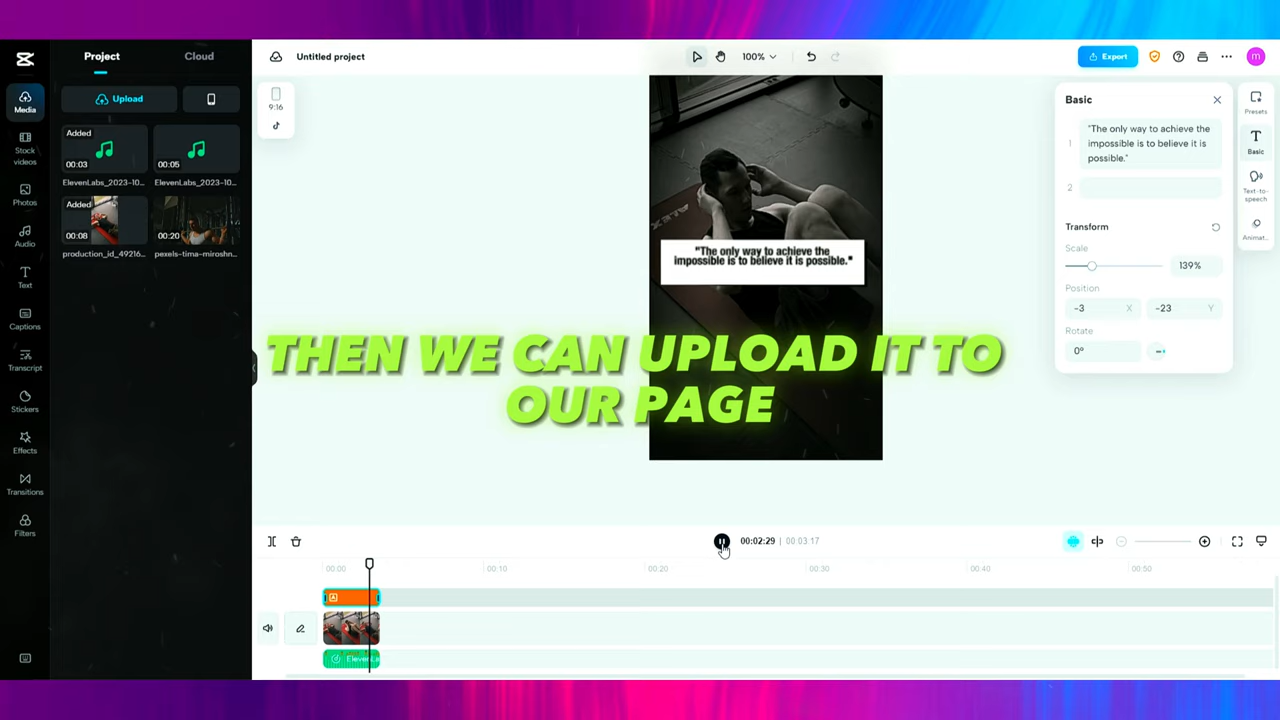 Project
Cloud
Untitled project
100%
Export
m
Media
Upload
9:16
Basic
Presets
Added
00:03
00:05
1
"The only way to achieve the
impossible is to believe it is
possible."
Basic
Stock
videos
ElevenLabs_2023-10...
ElevenLabs_2023-10...
2
Text-to-
speech
Photos
Added
00:08
00:20
Transform
Animat...
Audio
production_id_49216...
pexels-tima-miroshn...
Scale
139%
"The only way to achieve the
impossible is to believe it is possible."
Text
Position
-3 X
-23 Y
Captions
Rotate
0°
THEN WE CAN UPLOAD IT TO
OUR PAGE
Transcript
Stickers
Effects
Transitions
Filters
00:02:29 | 00:03:17
00:00
00:10
00:20
00:30
00:40
00:50